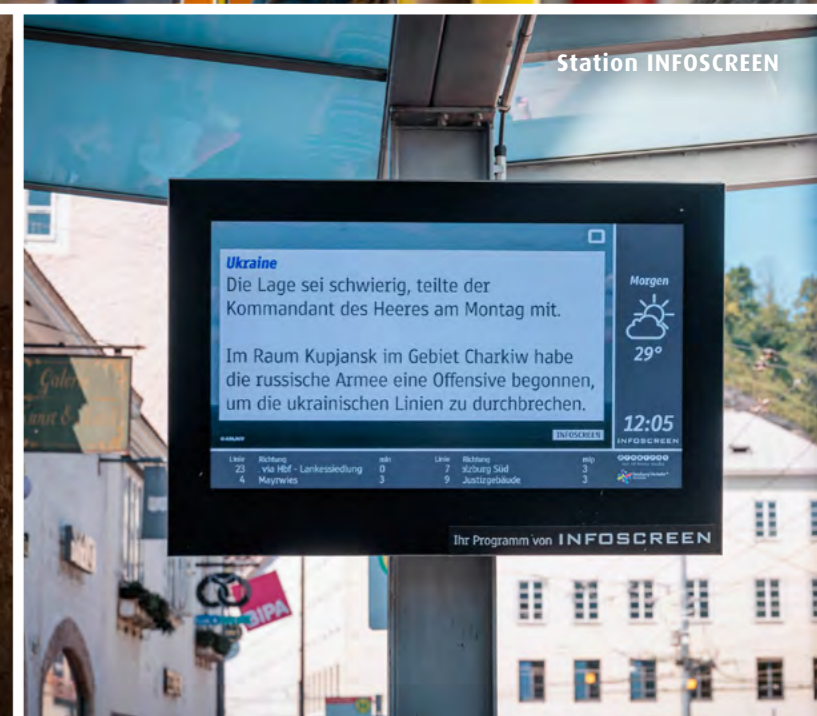 Station INFOSCREEN
Ukraine
Die Lage sei schwierig, teilte der
Kommandant des Heeres am Montag mit.
Im Raum Kupjansk im Gebiet Charkiw habe
die russische Armee eine Offensive begonnen,
um die ukrainischen Linien zu durchbrechen.
INFOSCREEN
Morgen
29°
12:05
INFOSCREEN
Linie Richtung min Linie Richtung min
23 . via Hbf - Lankessiedlung 0 7 alzburg Süd 3
4 Mayrwies 3 9 Justizgebäude 3
Ihr Programm von INFOSCREEN
BIPA